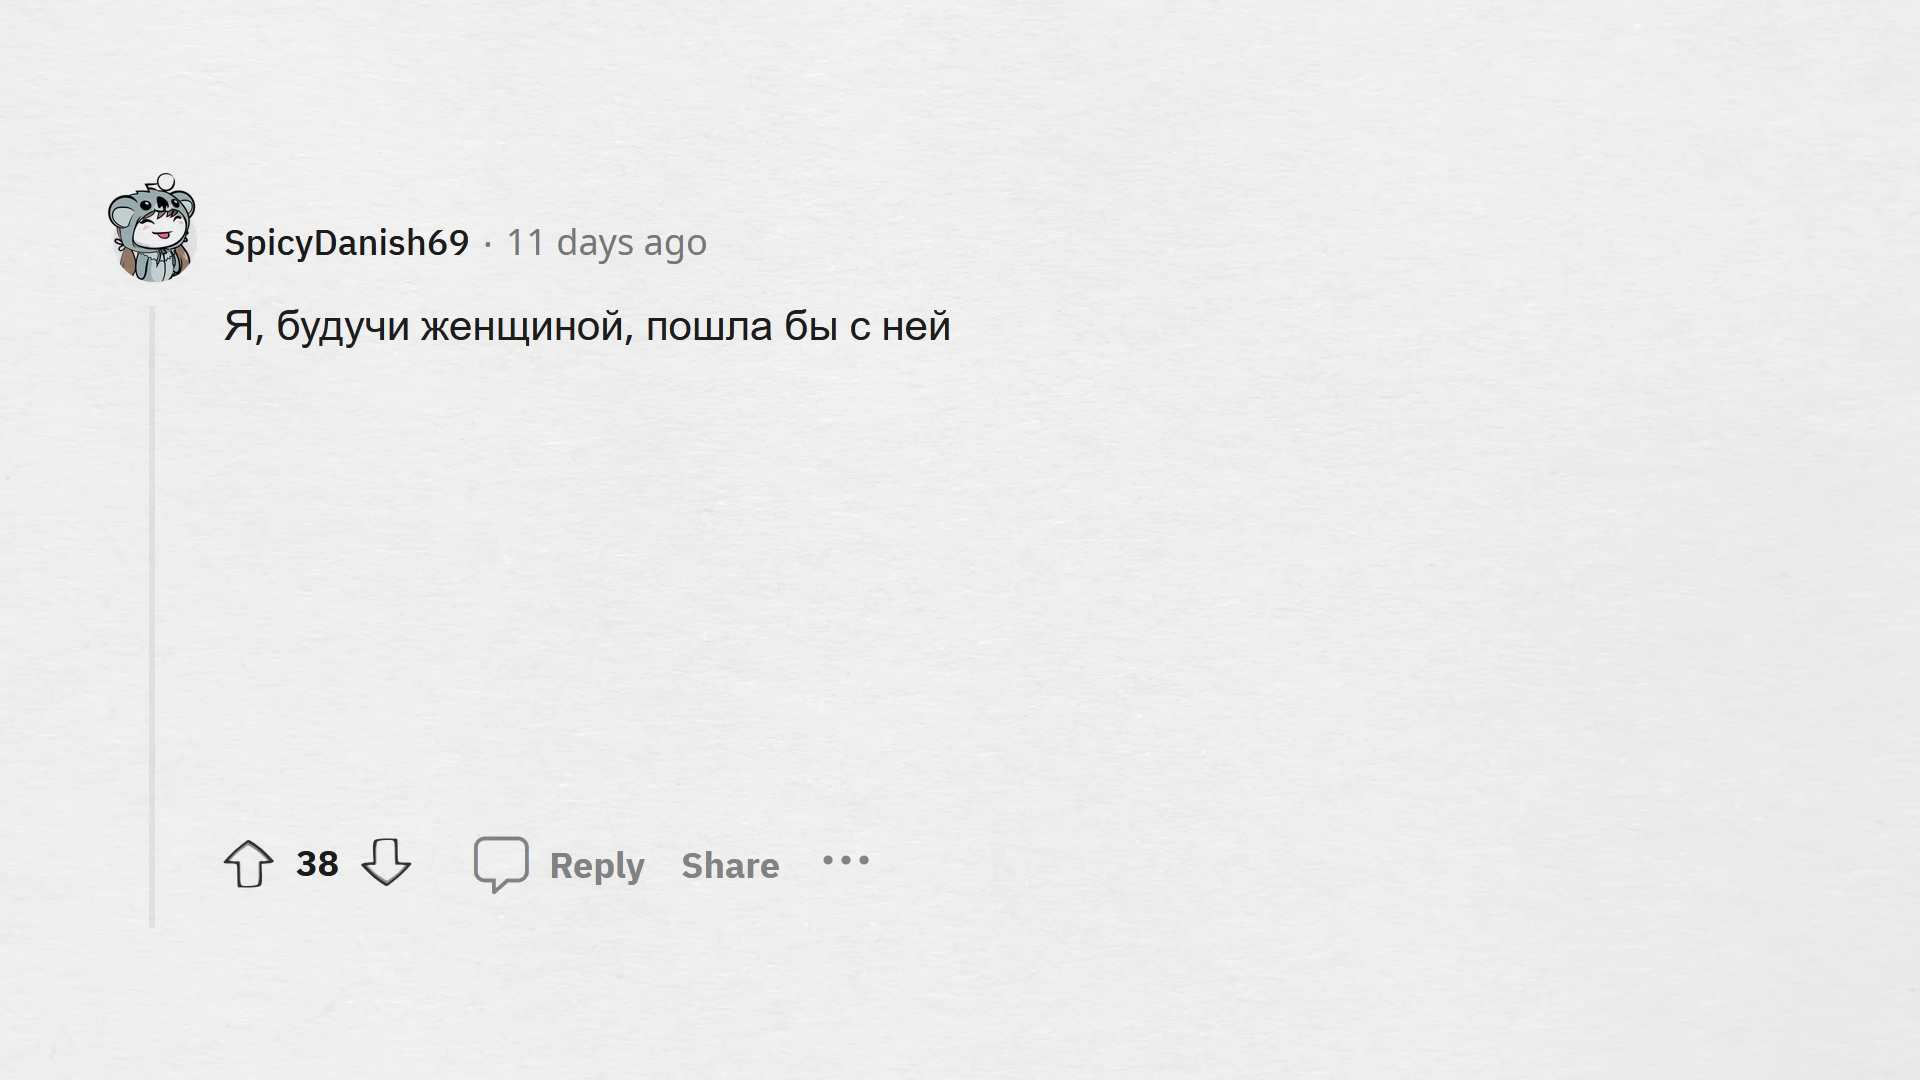 SpicyDanish69 · 11 days ago
Я, будучи женщиной, пошла бы с ней
38 Reply Share ···